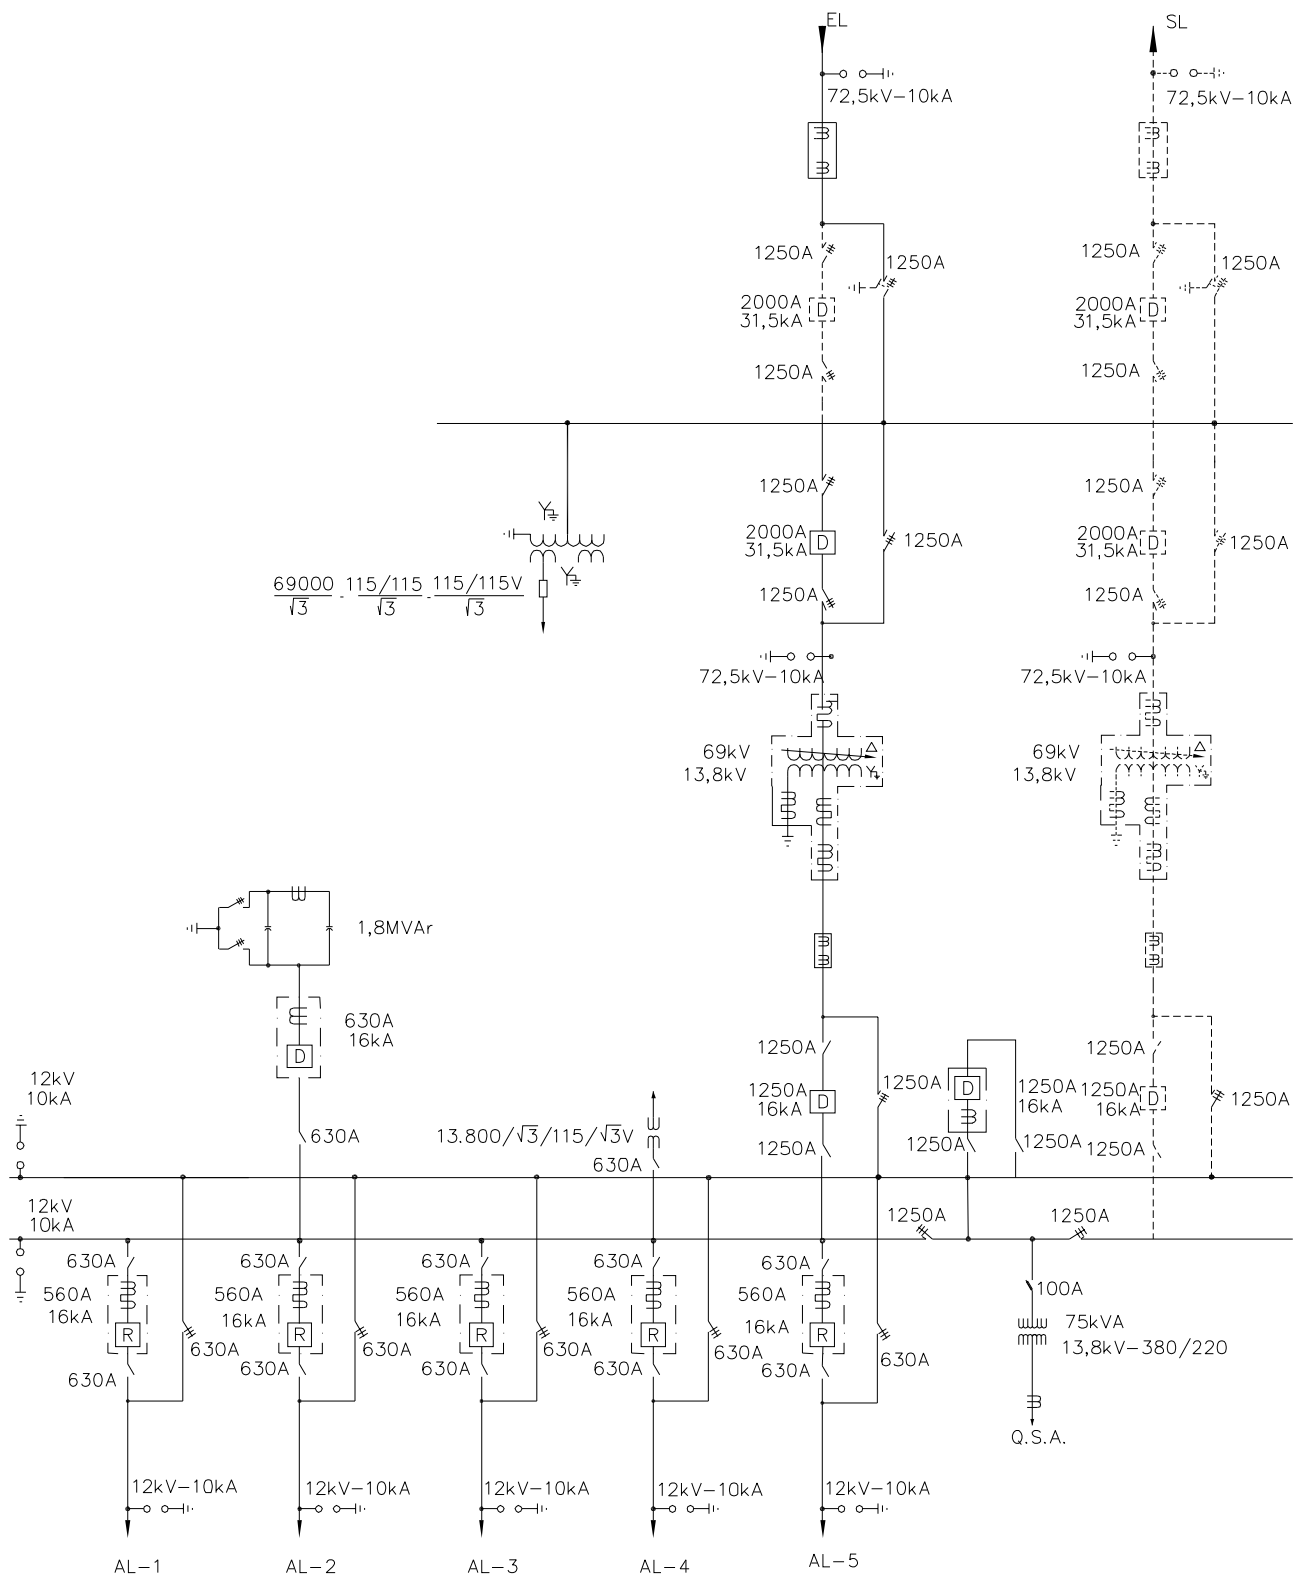 EL
SL
72,5kV-10kA
72,5kV-10kA
1250A
1250A
1250A
1250A
2000A
31,5kA
D
2000A
31,5kA
D
1250A
1250A
1250A
1250A
2000A
31,5kA
D
1250A
2000A
31,5kA
D
1250A
69000/√3 - 115/115/√3 - 115/115V/√3
1250A
1250A
72,5kV-10kA
72,5kV-10kA
69kV
13,8kV
69kV
13,8kV
1,8MVAr
630A
16kA
D
1250A
1250A
12kV
10kA
1250A
16kA
D
1250A
D
1250A
16kA
1250A
16kA
D
1250A
630A
13.800/√3/115/√3V
630A
1250A
1250A
1250A
1250A
12kV
10kA
1250A
1250A
630A
630A
630A
630A
630A
560A
16kA
R
560A
16kA
R
560A
16kA
R
560A
16kA
R
560A
16kA
R
100A
75kVA
13,8kV-380/220
630A
630A
630A
630A
630A
630A
630A
630A
630A
630A
Q.S.A.
12kV-10kA
12kV-10kA
12kV-10kA
12kV-10kA
12kV-10kA
AL-1
AL-2
AL-3
AL-4
AL-5